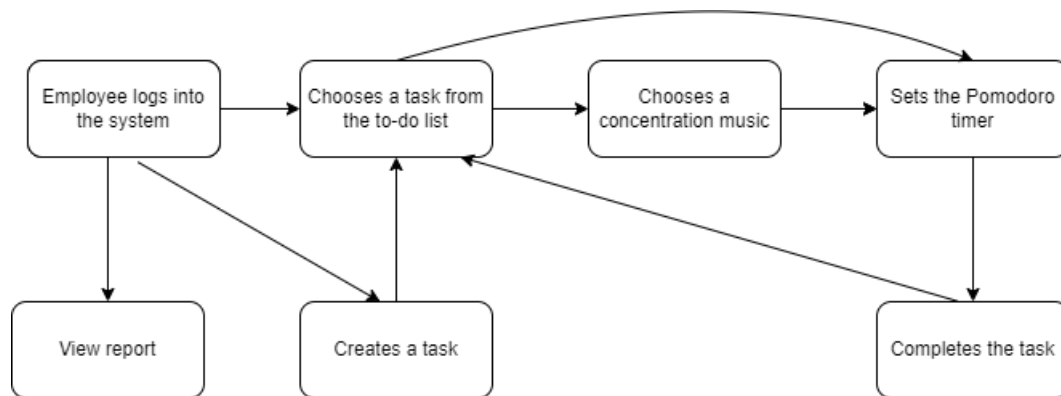 Employee logs into
the system
Chooses a task from
the to-do list
Chooses a
concentration music
Sets the Pomodoro
timer
View report
Creates a task
Completes the task